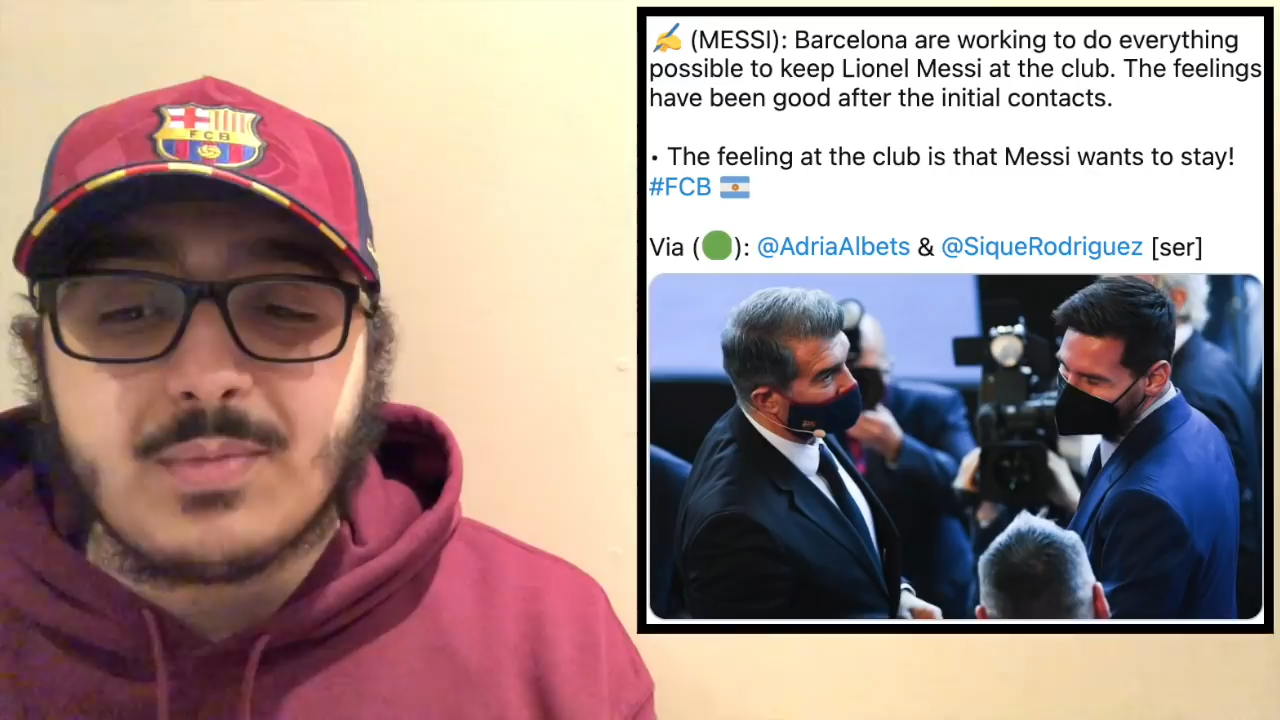 FCB
✍️ (MESSI): Barcelona are working to do everything
possible to keep Lionel Messi at the club. The feelings
have been good after the initial contacts.
• The feeling at the club is that Messi wants to stay!
#FCB 🇦🇷
Via (🟢): @AdriaAlbets & @SiqueRodriguez [ser]